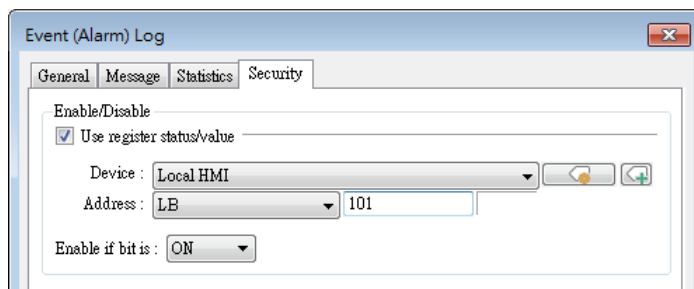 Event (Alarm) Log
General Message Statistics Security
Enable/Disable
Use register status/value
Device : Local HMI
Address : LB 101
Enable if bit is : ON